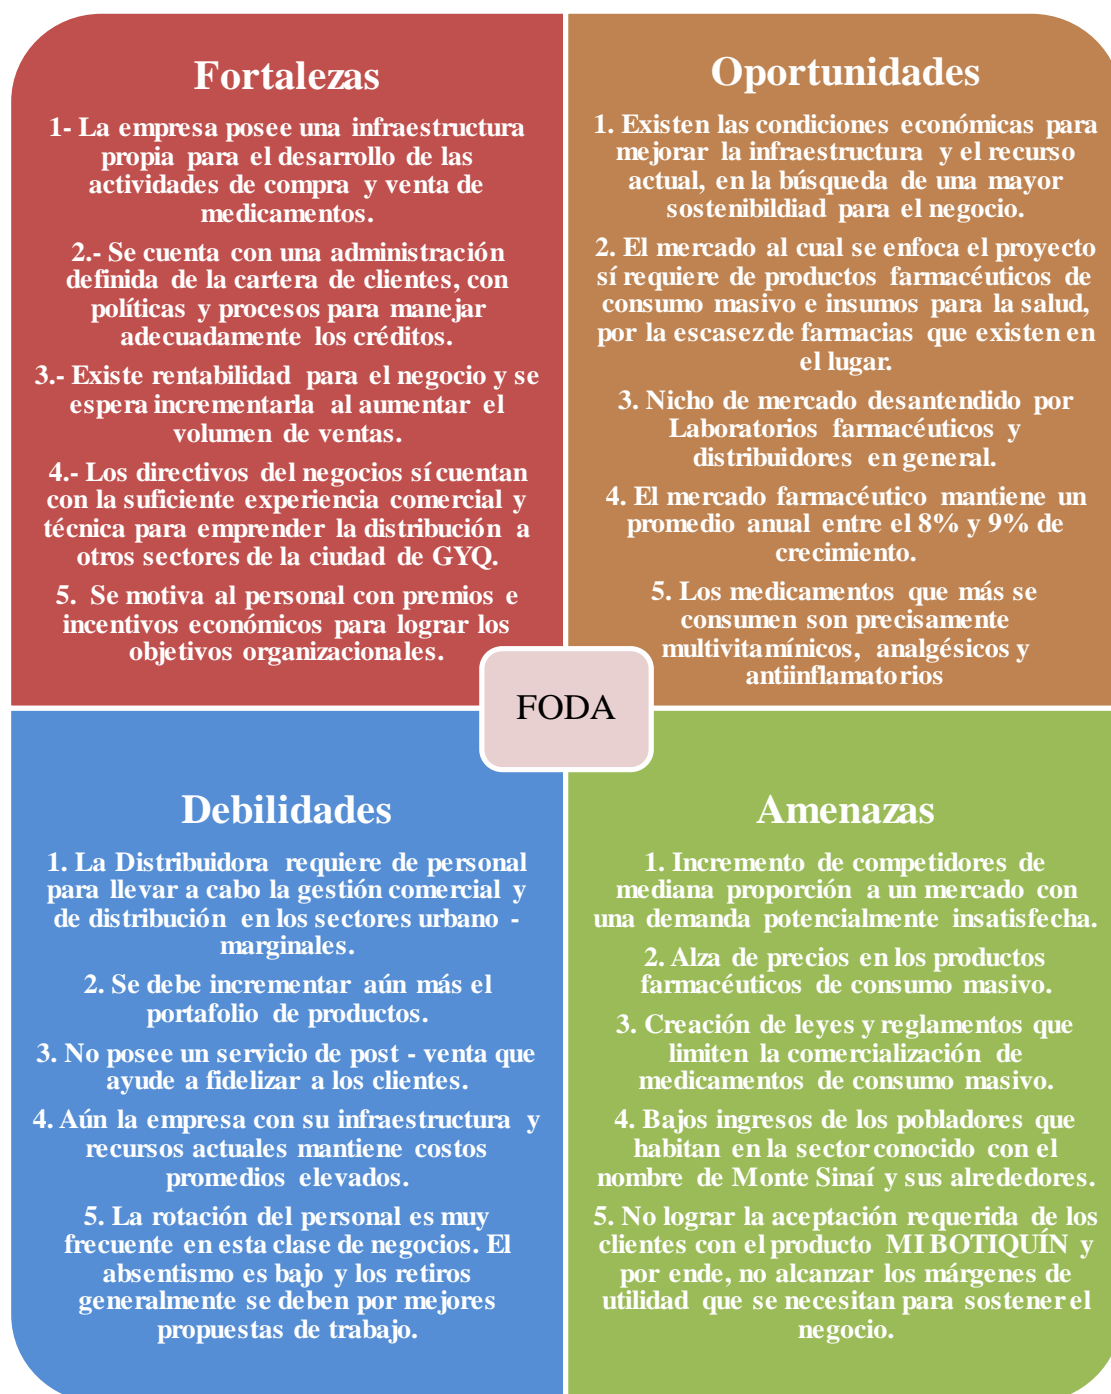 Fortalezas
1- La empresa posee una infraestructura
propia para el desarrollo de las
actividades de compra y venta de
medicamentos.
2.- Se cuenta con una administración
definida de la cartera de clientes, con
políticas y procesos para manejar
adecuadamente los créditos.
3.- Existe rentabilidad para el negocio y se
espera incrementarla al aumentar el
volumen de ventas.
4.- Los directivos del negocios sí cuentan
con la suficiente experiencia comercial y
técnica para emprender la distribución a
otros sectores de la ciudad de GYQ.
5. Se motiva al personal con premios e
incentivos económicos para lograr los
objetivos organizacionales.
Oportunidades
1. Existen las condiciones económicas para
mejorar la infraestructura y el recurso
actual, en la búsqueda de una mayor
sostenibildiad para el negocio.
2. El mercado al cual se enfoca el proyecto
sí requiere de productos farmacéuticos de
consumo masivo e insumos para la salud,
por la escasez de farmacias que existen en
el lugar.
3. Nicho de mercado desantendido por
Laboratorios farmacéuticos y
distribuidores en general.
4. El mercado farmacéutico mantiene un
promedio anual entre el 8% y 9% de
crecimiento.
5. Los medicamentos que más se
consumen son precisamente
multivitamínicos, analgésicos y
antiinflamatorios
FODA
Debilidades
1. La Distribuidora requiere de personal
para llevar a cabo la gestión comercial y
de distribución en los sectores urbano -
marginales.
2. Se debe incrementar aún más el
portafolio de productos.
3. No posee un servicio de post - venta que
ayude a fidelizar a los clientes.
4. Aún la empresa con su infraestructura y
recursos actuales mantiene costos
promedios elevados.
5. La rotación del personal es muy
frecuente en esta clase de negocios. El
absentismo es bajo y los retiros
generalmente se deben por mejores
propuestas de trabajo.
Amenazas
1. Incremento de competidores de
mediana proporción a un mercado con
una demanda potencialmente insatisfecha.
2. Alza de precios en los productos
farmacéuticos de consumo masivo.
3. Creación de leyes y reglamentos que
limiten la comercialización de
medicamentos de consumo masivo.
4. Bajos ingresos de los pobladores que
habitan en la sector conocido con el
nombre de Monte Sinaí y sus alrededores.
5. No lograr la aceptación requerida de los
clientes con el producto MI BOTIQUÍN y
por ende, no alcanzar los márgenes de
utilidad que se necesitan para sostener el
negocio.